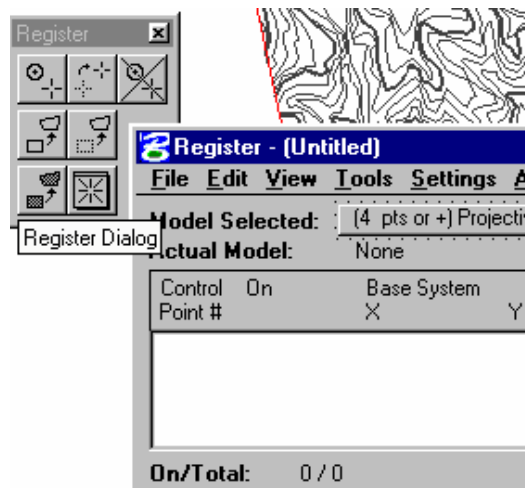 Register
Register - (Untitled)
File Edit View Tools Settings A
Model Selected: (4 pts or +) Projectiv
Register Dialog
Actual Model: None
Control On Base System
Point # X Y
On/Total: 0 / 0